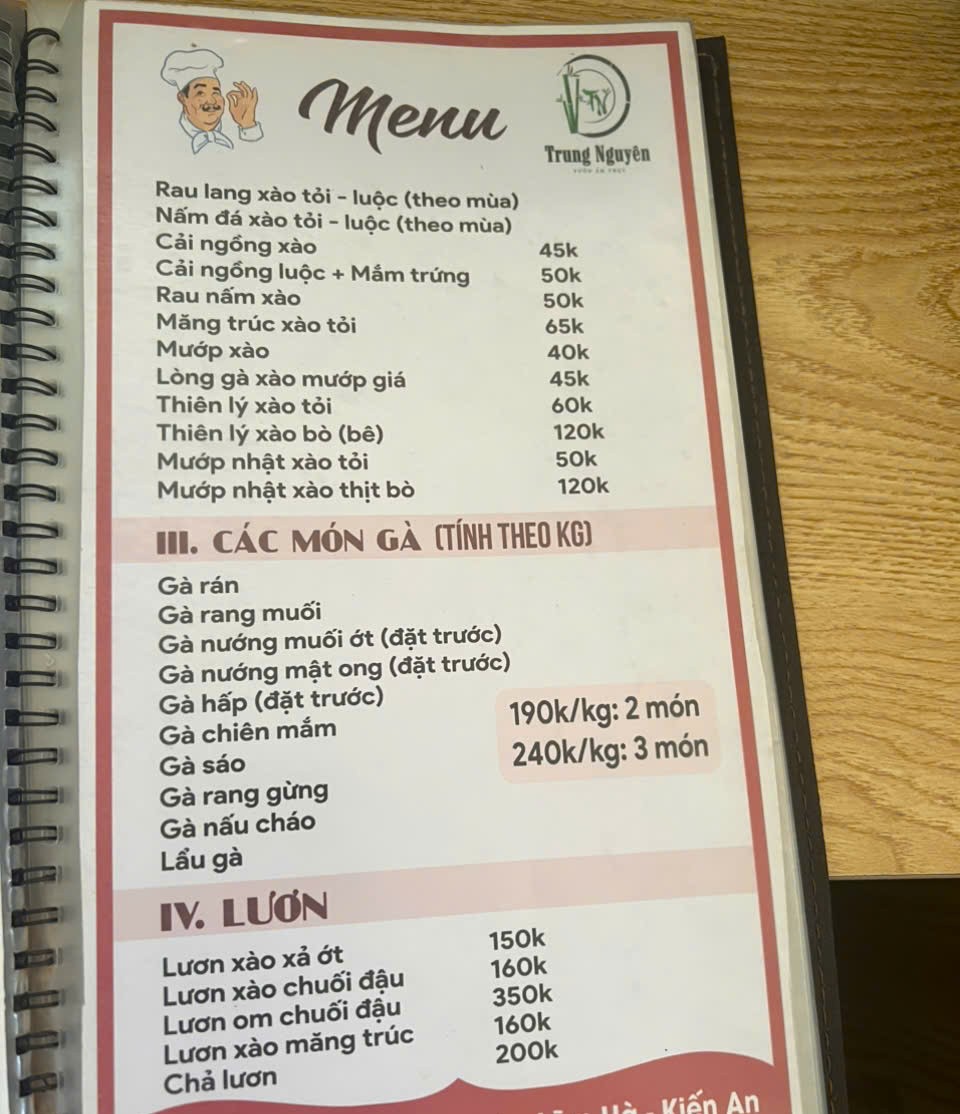 Menu
Trung Nguyên
Rau lang xào tỏi - luộc (theo mùa)
Nấm đá xào tỏi - luộc (theo mùa)
Cải ngồng xào 45k
Cải ngồng luộc + Mắm trứng 50k
Rau nấm xào 50k
Măng trúc xào tỏi 65k
Mướp xào 40k
Lòng gà xào mướp giá 45k
Thiên lý xào tỏi 60k
Thiên lý xào bò (bê) 120k
Mướp nhật xào tỏi 50k
Mướp nhật xào thịt bò 120k
III. CÁC MÓN GÀ (TÍNH THEO KG)
Gà rán
Gà rang muối
Gà nướng muối ớt (đặt trước)
Gà nướng mật ong (đặt trước)
Gà hấp (đặt trước)
190k/kg: 2 món
Gà chiên mắm
240k/kg: 3 món
Gà sáo
Gà rang gừng
Gà nấu cháo
Lẩu gà
IV. LƯƠN
Lươn xào xả ớt 150k
Lươn xào chuối đậu 160k
Lươn om chuối đậu 350k
Lươn xào măng trúc 160k
Chả lươn 200k
Hà - Kiến An